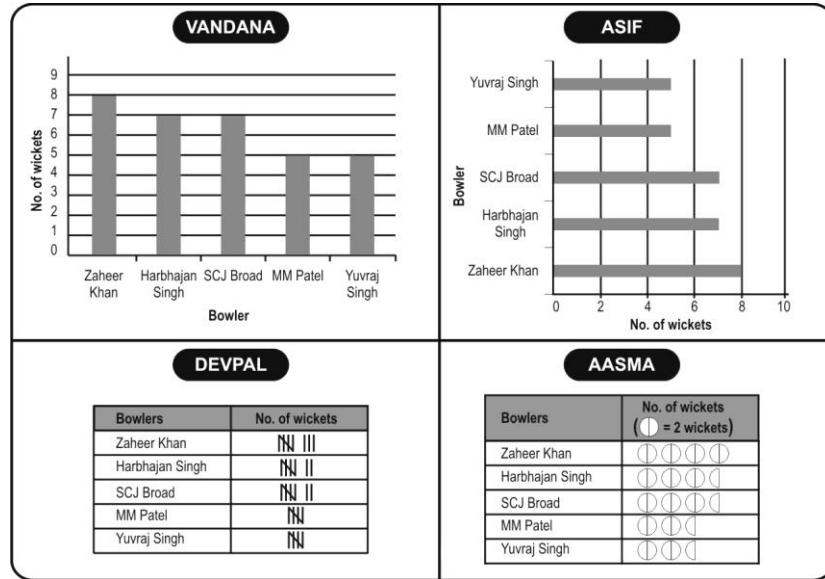 VANDANA
9
8
7
6
5
4
3
2
1
0
No. of wickets
Zaheer Khan
Harbhajan Singh
SCJ Broad
MM Patel
Yuvraj Singh
Bowler
ASIF
Yuvraj Singh
MM Patel
SCJ Broad
Harbhajan Singh
Zaheer Khan
Bowler
0 2 4 6 8 10
No. of wickets
DEVPAL
Bowlers No. of wickets
Zaheer Khan
Harbhajan Singh
SCJ Broad
MM Patel
Yuvraj Singh
AASMA
Bowlers No. of wickets
( = 2 wickets)
Zaheer Khan
Harbhajan Singh
SCJ Broad
MM Patel
Yuvraj Singh